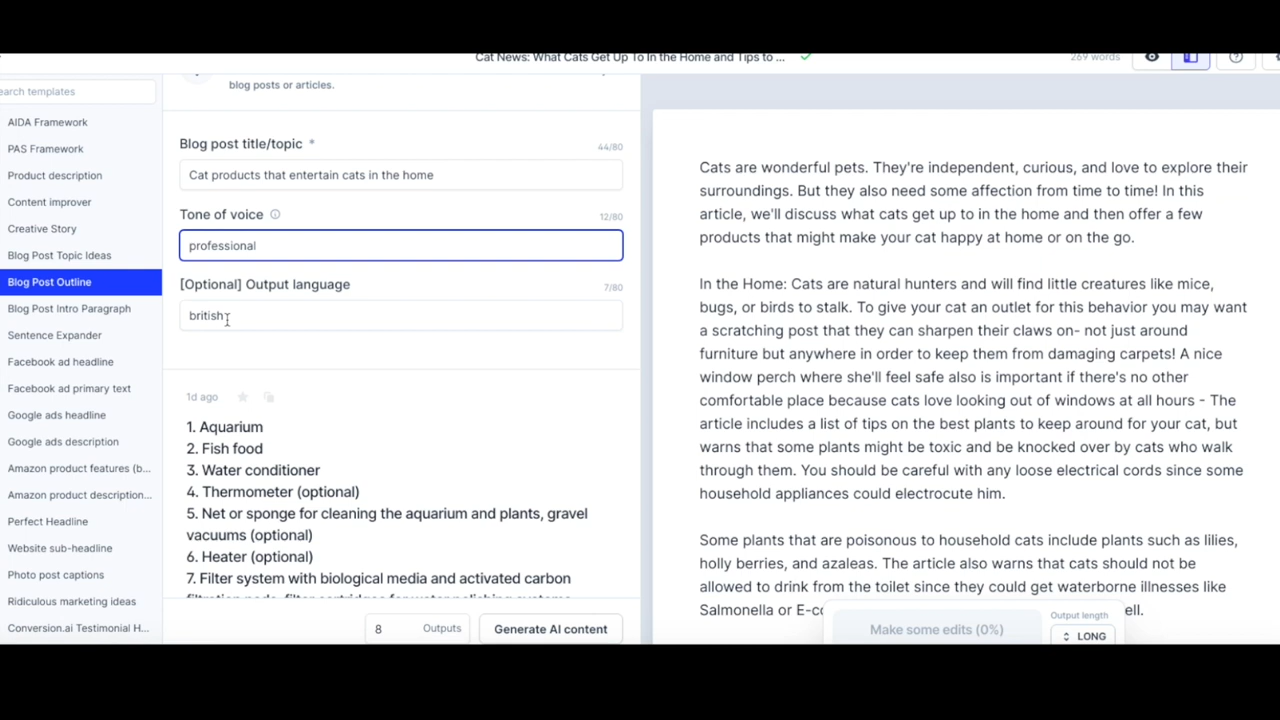 Cat News: What Cats Get Up To In the Home and Tips to ...
269 words
earch templates
AIDA Framework
PAS Framework
Product description
Content improver
Creative Story
Blog Post Topic Ideas
Blog Post Outline
Blog Post Intro Paragraph
Sentence Expander
Facebook ad headline
Facebook ad primary text
Google ads headline
Google ads description
Amazon product features (b...
Amazon product description...
Perfect Headline
Website sub-headline
Photo post captions
Ridiculous marketing ideas
Conversion.ai Testimonial H...
blog posts or articles.
Blog post title/topic *
44/80
Cat products that entertain cats in the home
Tone of voice
12/80
professional
[Optional] Output language
7/80
british
1d ago
1. Aquarium
2. Fish food
3. Water conditioner
4. Thermometer (optional)
5. Net or sponge for cleaning the aquarium and plants, gravel
vacuums (optional)
6. Heater (optional)
7. Filter system with biological media and activated carbon
8 Outputs
Generate AI content
Cats are wonderful pets. They're independent, curious, and love to explore their
surroundings. But they also need some affection from time to time! In this
article, we'll discuss what cats get up to in the home and then offer a few
products that might make your cat happy at home or on the go.
In the Home: Cats are natural hunters and will find little creatures like mice,
bugs, or birds to stalk. To give your cat an outlet for this behavior you may want
a scratching post that they can sharpen their claws on- not just around
furniture but anywhere in order to keep them from damaging carpets! A nice
window perch where she'll feel safe also is important if there's no other
comfortable place because cats love looking out of windows at all hours - The
article includes a list of tips on the best plants to keep around for your cat, but
warns that some plants might be toxic and be knocked over by cats who walk
through them. You should be careful with any loose electrical cords since some
household appliances could electrocute him.
Some plants that are poisonous to household cats include plants such as lilies,
holly berries, and azaleas. The article also warns that cats should not be
allowed to drink from the toilet since they could get waterborne illnesses like
Salmonella or E-co ell.
Make some edits (0%)
Output length
LONG